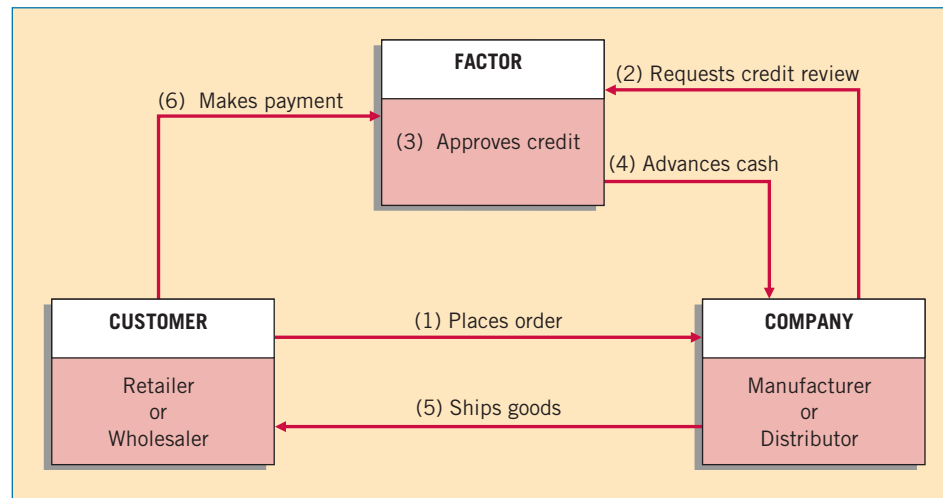 FACTOR
(2) Requests credit review
(6) Makes payment
(3) Approves credit
(4) Advances cash
CUSTOMER
(1) Places order
COMPANY
Retailer
or
Wholesaler
(5) Ships goods
Manufacturer
or
Distributor